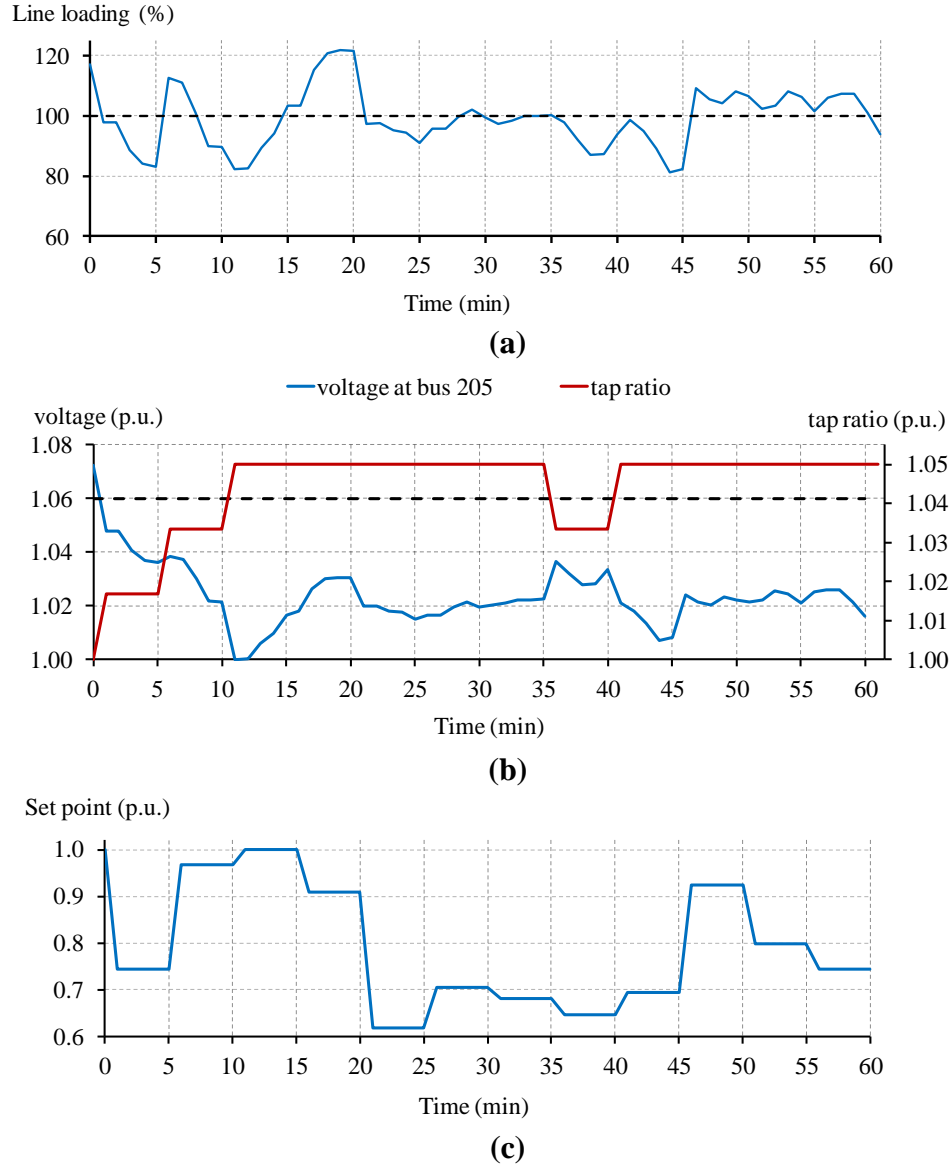 Line loading (%)
120
100
80
60
0 5 10 15 20 25 30 35 40 45 50 55 60
Time (min)
(a)
voltage at bus 205 tap ratio
voltage (p.u.) tap ratio (p.u.)
1.08
1.06
1.04
1.02
1.00
1.05
1.04
1.03
1.02
1.01
1.00
0 5 10 15 20 25 30 35 40 45 50 55 60
Time (min)
(b)
Set point (p.u.)
1.0
0.9
0.8
0.7
0.6
0 5 10 15 20 25 30 35 40 45 50 55 60
Time (min)
(c)